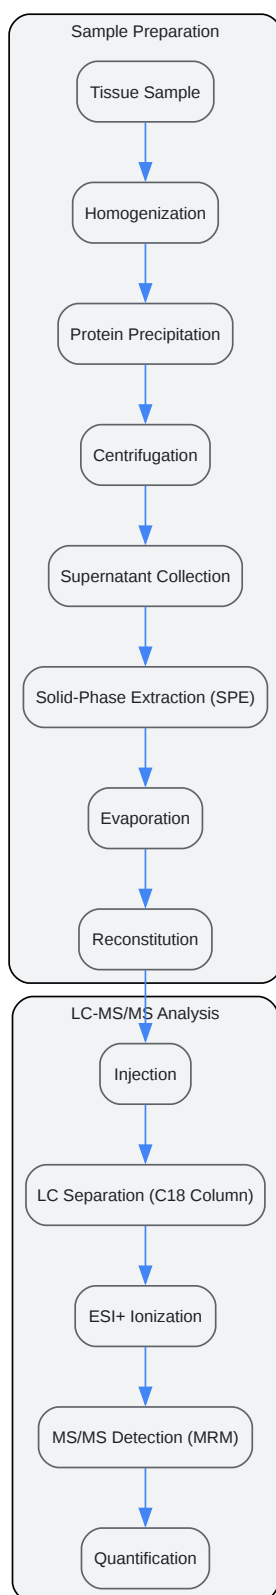 Sample Preparation
Tissue Sample
Homogenization
Protein Precipitation
Centrifugation
Supernatant Collection
Solid-Phase Extraction (SPE)
Evaporation
Reconstitution
LC-MS/MS Analysis
Injection
LC Separation (C18 Column)
ESI+ Ionization
MS/MS Detection (MRM)
Quantification